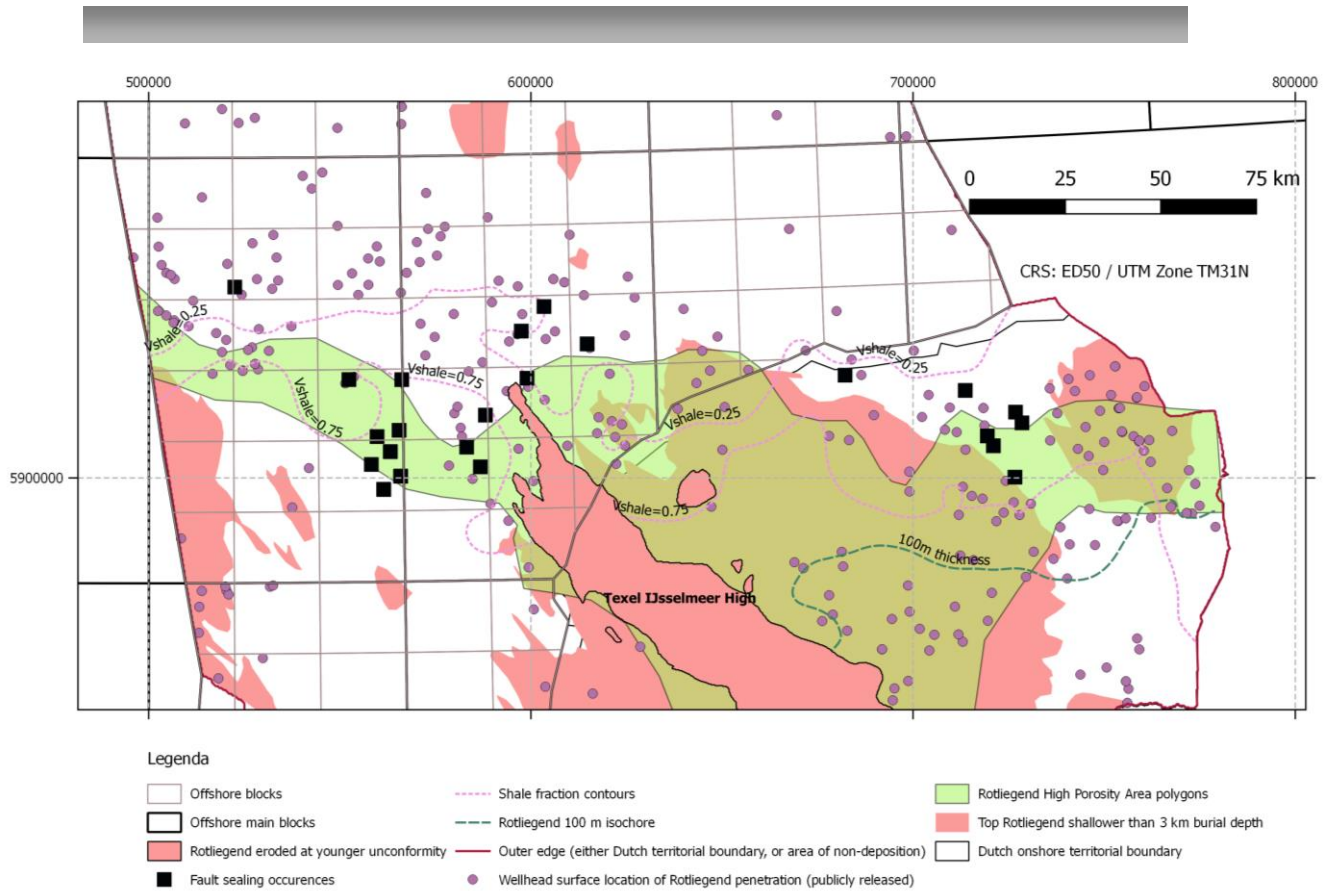 500000 600000 700000 800000
0 25 50 75 km
CRS: ED50 / UTM Zone TM31N
Vshale=0.25
Vshale=0.25
Vshale=0.75
Vshale=0.75
Vshale=0.25
5900000
Vshale=0.75
100m thickness
Texel IJsselmeer High
Legenda
Offshore blocks
Offshore main blocks
Rotliegend eroded at younger unconformity
Fault sealing occurences
Shale fraction contours
Rotliegend 100 m isochore
Outer edge (either Dutch territorial boundary, or area of non-deposition)
Wellhead surface location of Rotliegend penetration (publicly released)
Rotliegend High Porosity Area polygons
Top Rotliegend shallower than 3 km burial depth
Dutch onshore territorial boundary